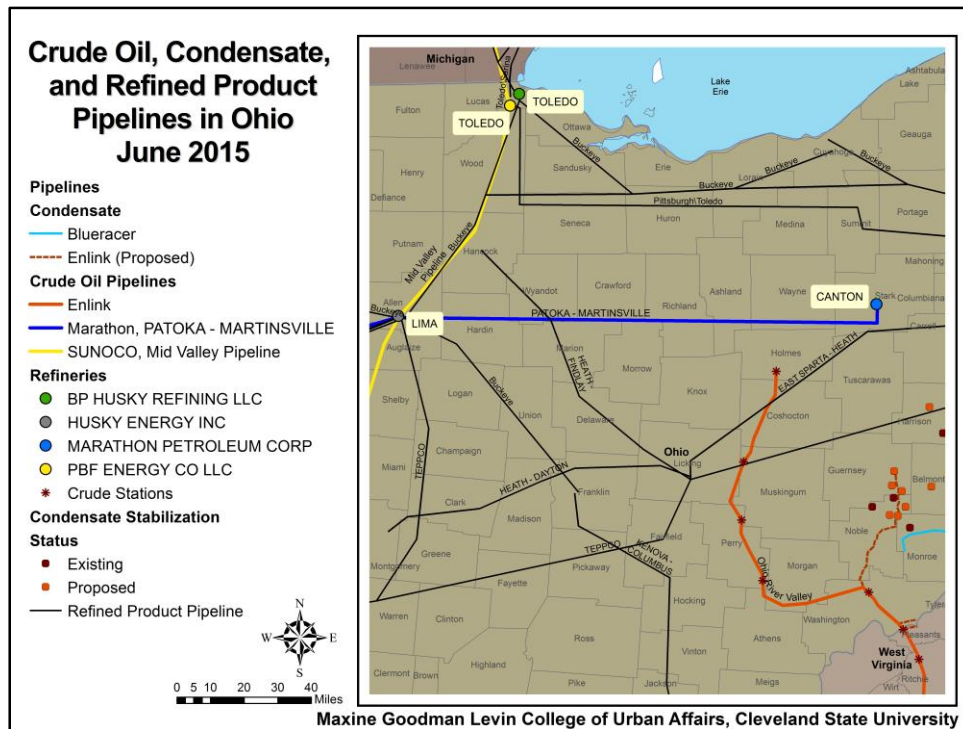 Crude Oil, Condensate,
and Refined Product
Pipelines in Ohio
June 2015
Pipelines
Condensate
Blueracer
Enlink (Proposed)
Crude Oil Pipelines
Enlink
Marathon, PATOKA - MARTINSVILLE
SUNOCO, Mid Valley Pipeline
Refineries
BP HUSKY REFINING LLC
HUSKY ENERGY INC
MARATHON PETROLEUM CORP
PBF ENERGY CO LLC
Crude Stations
Condensate Stabilization
Status
Existing
Proposed
Refined Product Pipeline
N
W E
S
0 5 10 20 30 40
Miles
Michigan
Lenawee
Lake
Erie
Ashtabula
Lake
Fulton
Lucas
TOLEDO
TOLEDO
Ottawa
Geauga
Cuyahoga
Henry
Wood
Sandusky
Buckeye
Erie
Lorain
Buckeye
Buckeye
Defiance
Pittsburgh\Toledo
Portage
Seneca
Huron
Medina
Summit
Putnam
Mid Valley
Pipeline
Buckeye
Hancock
Mahoning
Wyandot
Crawford
Richland
Ashland
Wayne
CANTON
Stark
Columbiana
Allen
Buckeye
LIMA
PATOKA - MARTINSVILLE
Hardin
Carroll
Auglaize
Marion
HEATH -
FINDLAY
Morrow
Holmes
EAST SPARTA - HEATH
Tuscarawas
Shelby
Logan
Buckeye
Union
Delaware
Knox
Coshocton
Harrison
Miami
Champaign
TEPPCO
Ohio
Licking
Guernsey
Belmont
HEATH - DAYTON
Clark
Franklin
Muskingum
Madison
Noble
Fairfield
Perry
Monroe
Greene
TEPPCO
KENOVA -
COLUMBUS
Montgomery
Pickaway
Morgan
Fayette
Ohio River Valley
Warren
Clinton
Hocking
Washington
Tyler
Pleasants
Ross
Athens
Highland
Vinton
West
Virginia
Ritchie
Clermont
Brown
Pike
Jackson
Meigs
Wirt
Maxine Goodman Levin College of Urban Affairs, Cleveland State University